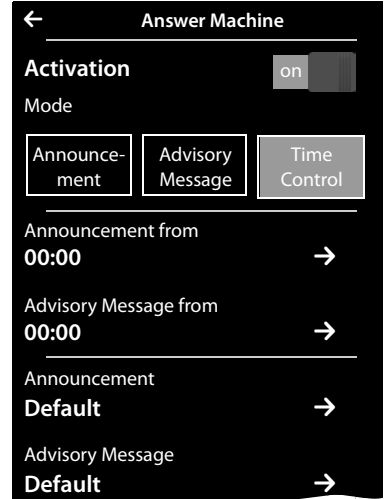 ← Answer Machine
Activation on
Mode
Announce-
ment
Advisory
Message
Time
Control
Announcement from
00:00 →
Advisory Message from
00:00 →
Announcement
Default →
Advisory Message
Default →